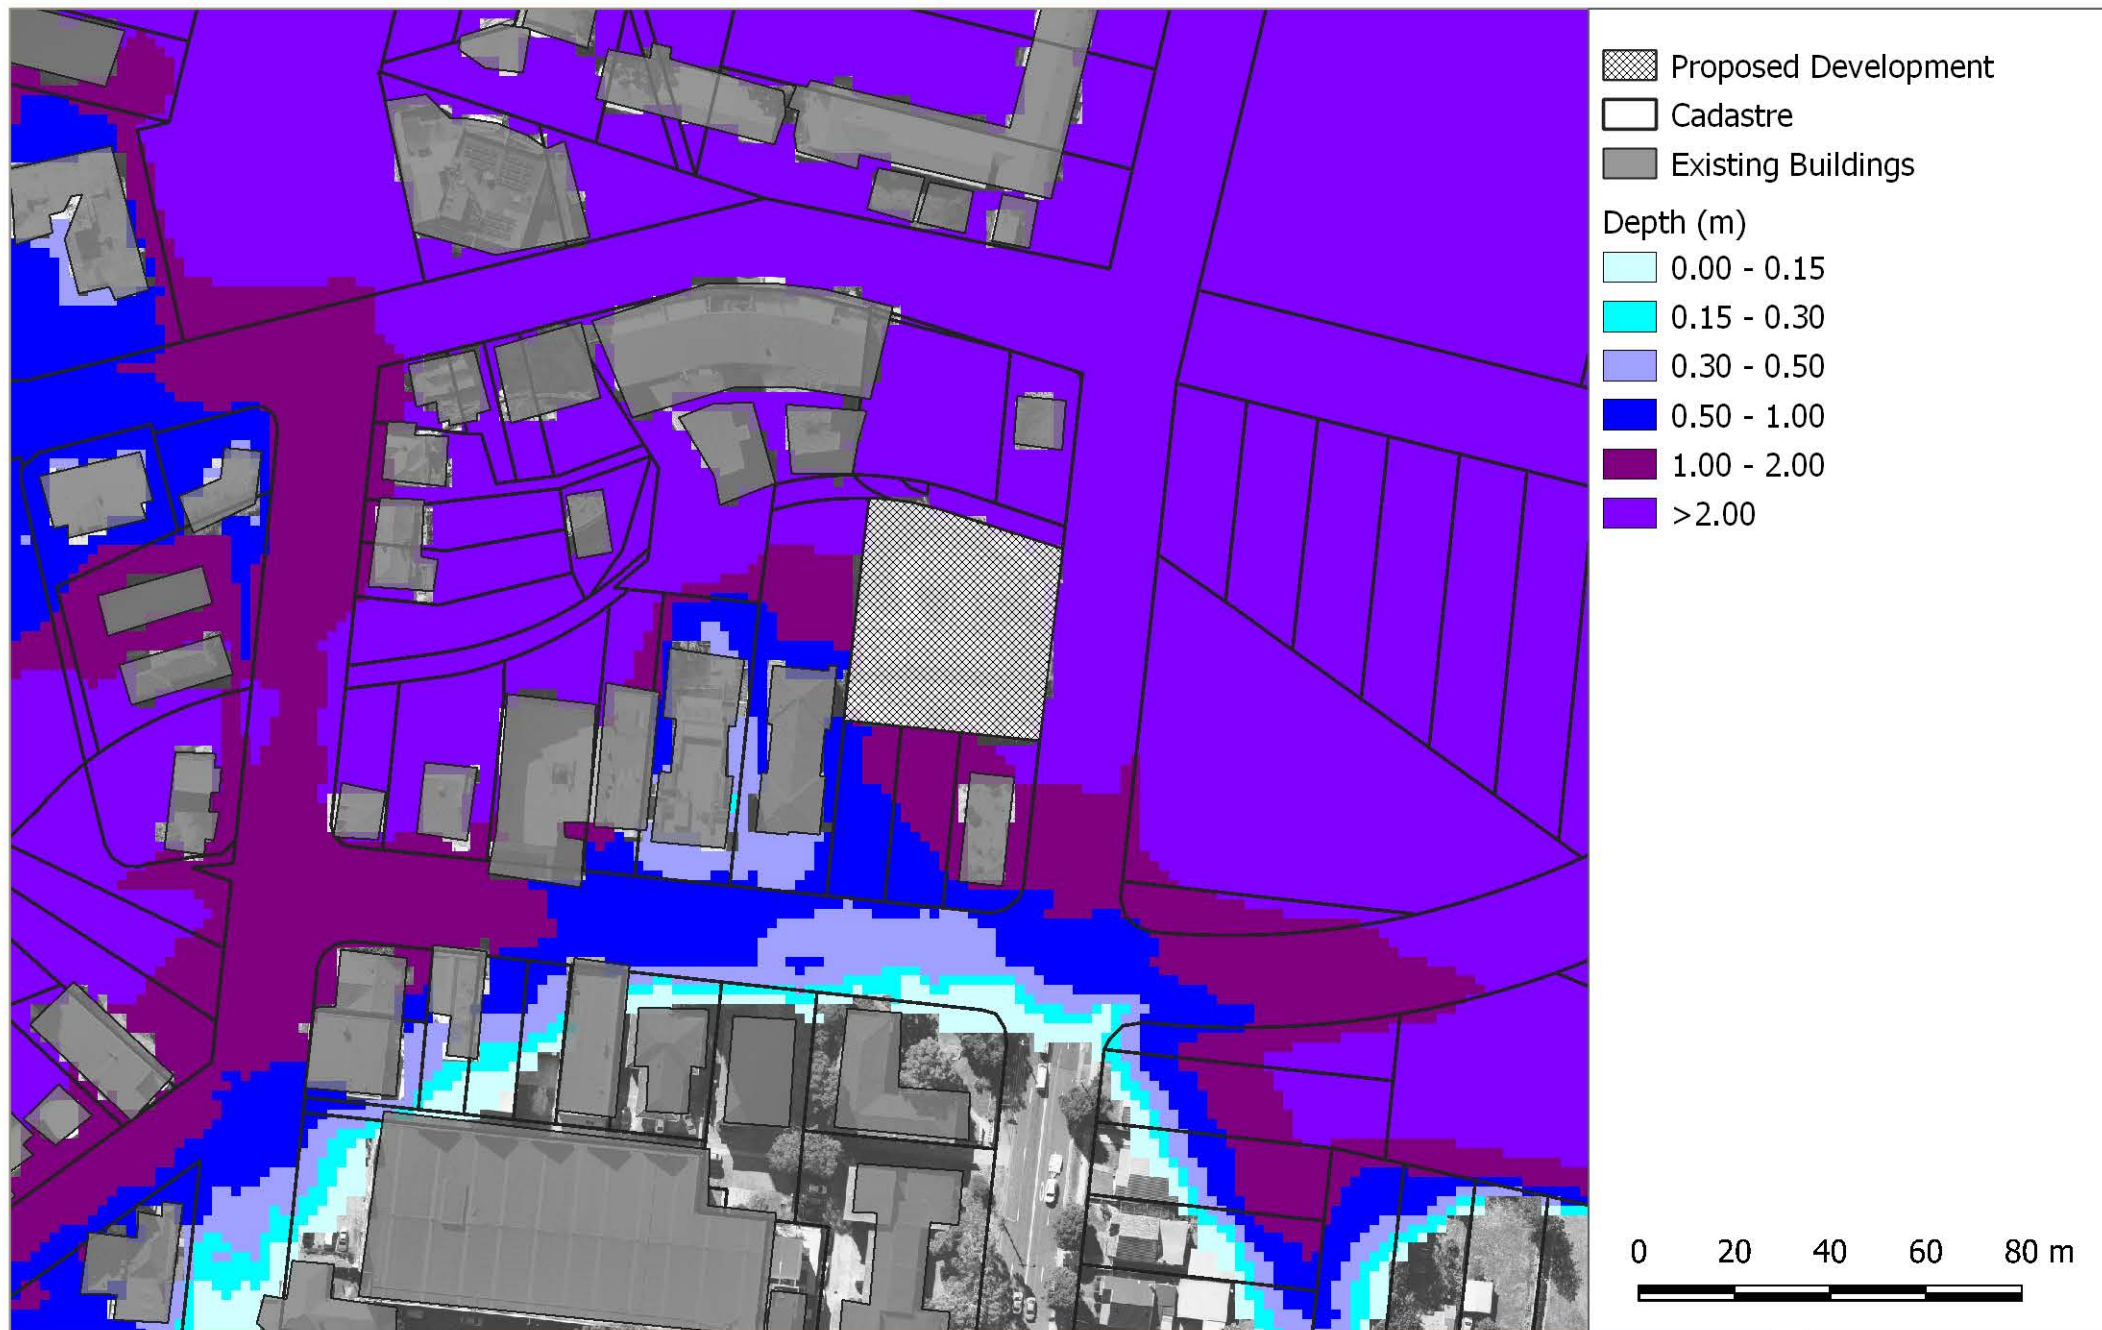 Proposed Development
Cadastre
Existing Buildings
Depth (m)
0.00 - 0.15
0.15 - 0.30
0.30 - 0.50
0.50 - 1.00
1.00 - 2.00
>2.00
0 20 40 60 80 m